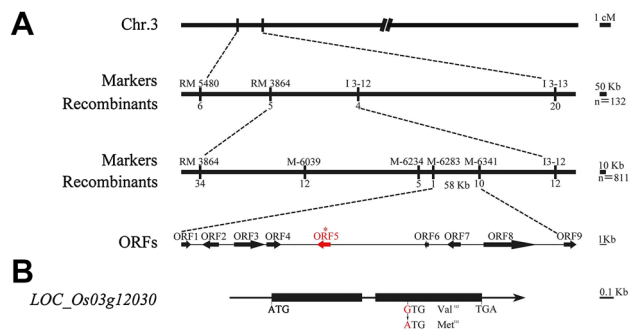 A
Chr.3
1 cM
Markers RM 5480 RM 3864 I 3-12 I 3-13 50 Kb
Recombinants 6 5 4 20 n=132
Markers RM 3864 M-6039 M-6234 M-6283 M-6341 I3-12 10 Kb
Recombinants 34 12 5 1 58 Kb 10 12 n=811
*
ORFs ORF1 ORF2 ORF3 ORF4 ORF5 ORF6 ORF7 ORF8 ORF9 1Kb
B
LOC_Os03g12030 0.1 Kb
ATG GTG Val TGA
ATG Met